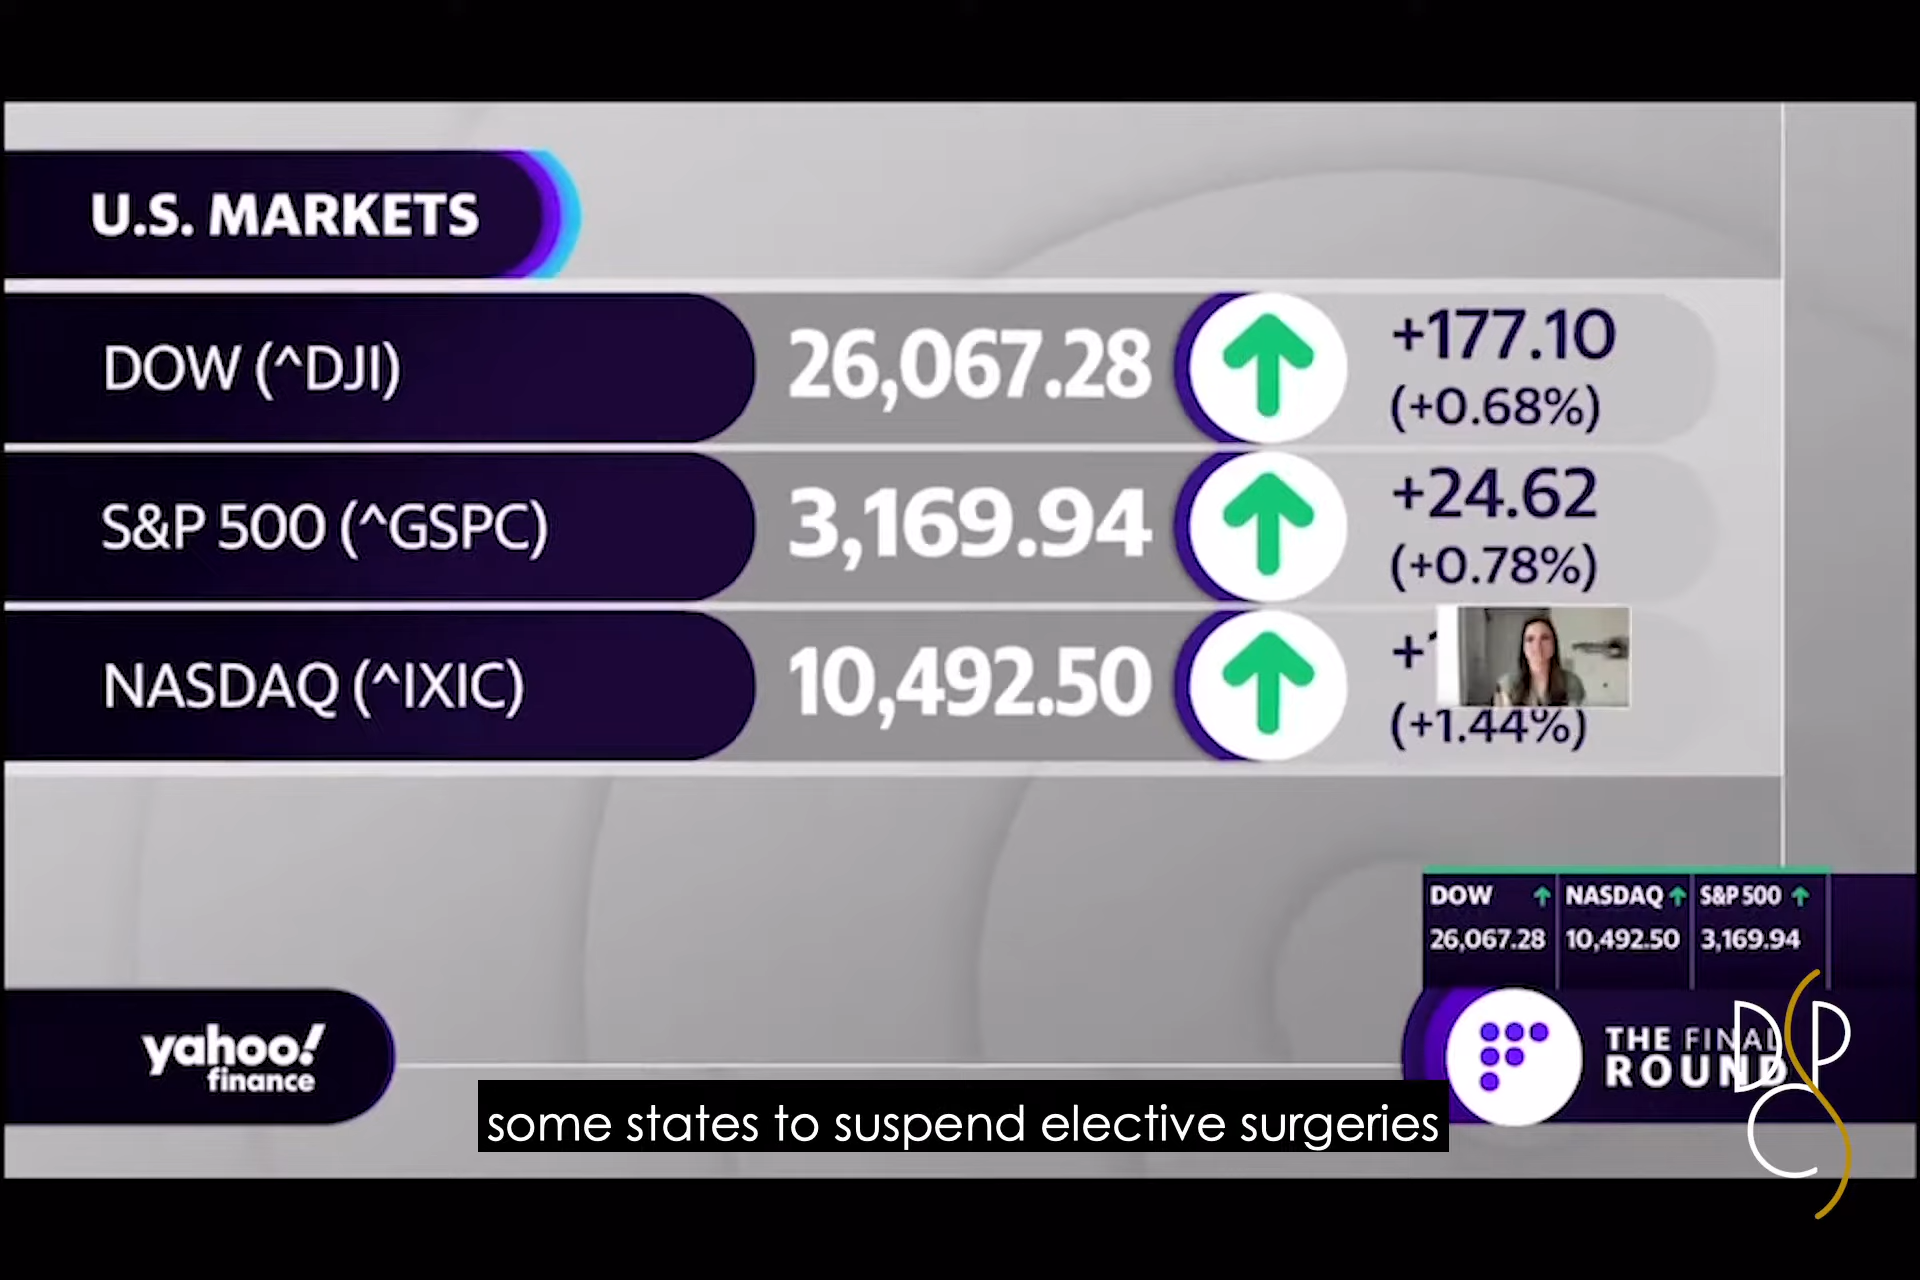 U.S. MARKETS
DOW (^DJI) 26,067.28 +177.10
(+0.68%)
S&P 500 (^GSPC) 3,169.94 +24.62
(+0.78%)
NASDAQ (^IXIC) 10,492.50
(+1.44%)
DOW NASDAQ S&P 500
26,067.28 10,492.50 3,169.94
yahoo!
finance
THE FINAL
ROUND
DCP
some states to suspend elective surgeries